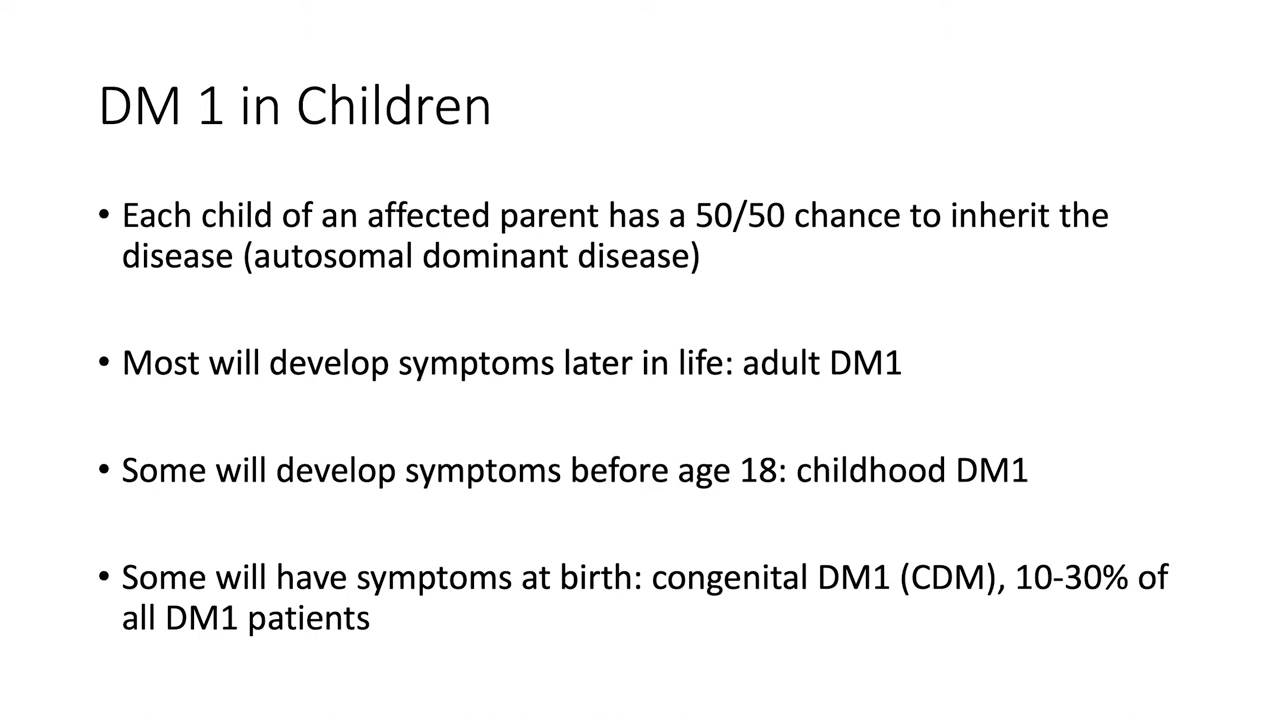 DM 1 in Children
• Each child of an affected parent has a 50/50 chance to inherit the
disease (autosomal dominant disease)
• Most will develop symptoms later in life: adult DM1
• Some will develop symptoms before age 18: childhood DM1
• Some will have symptoms at birth: congenital DM1 (CDM), 10-30% of
all DM1 patients